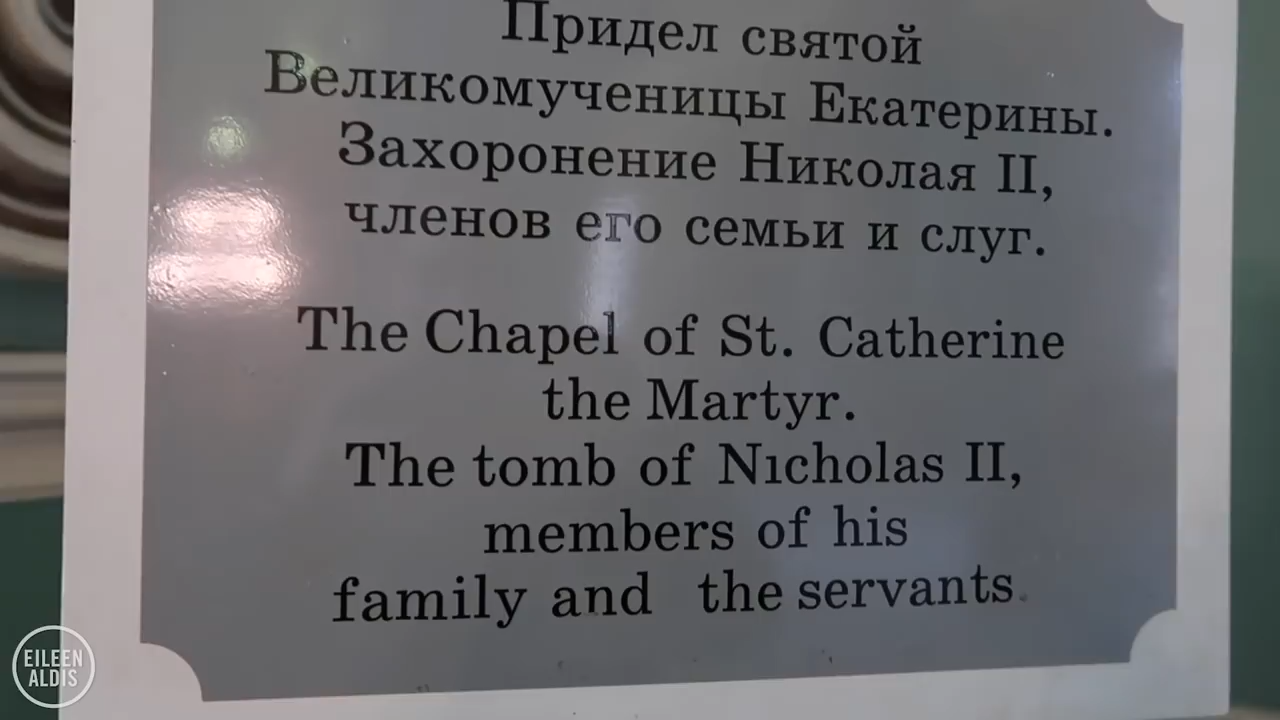 Придел святой
Великомученицы Екатерины.
Захоронение Николая II,
членов его семьи и слуг.
The Chapel of St. Catherine
the Martyr.
The tomb of Nıcholas II,
members of his
family and the servants.
EILEEN
ALDIS